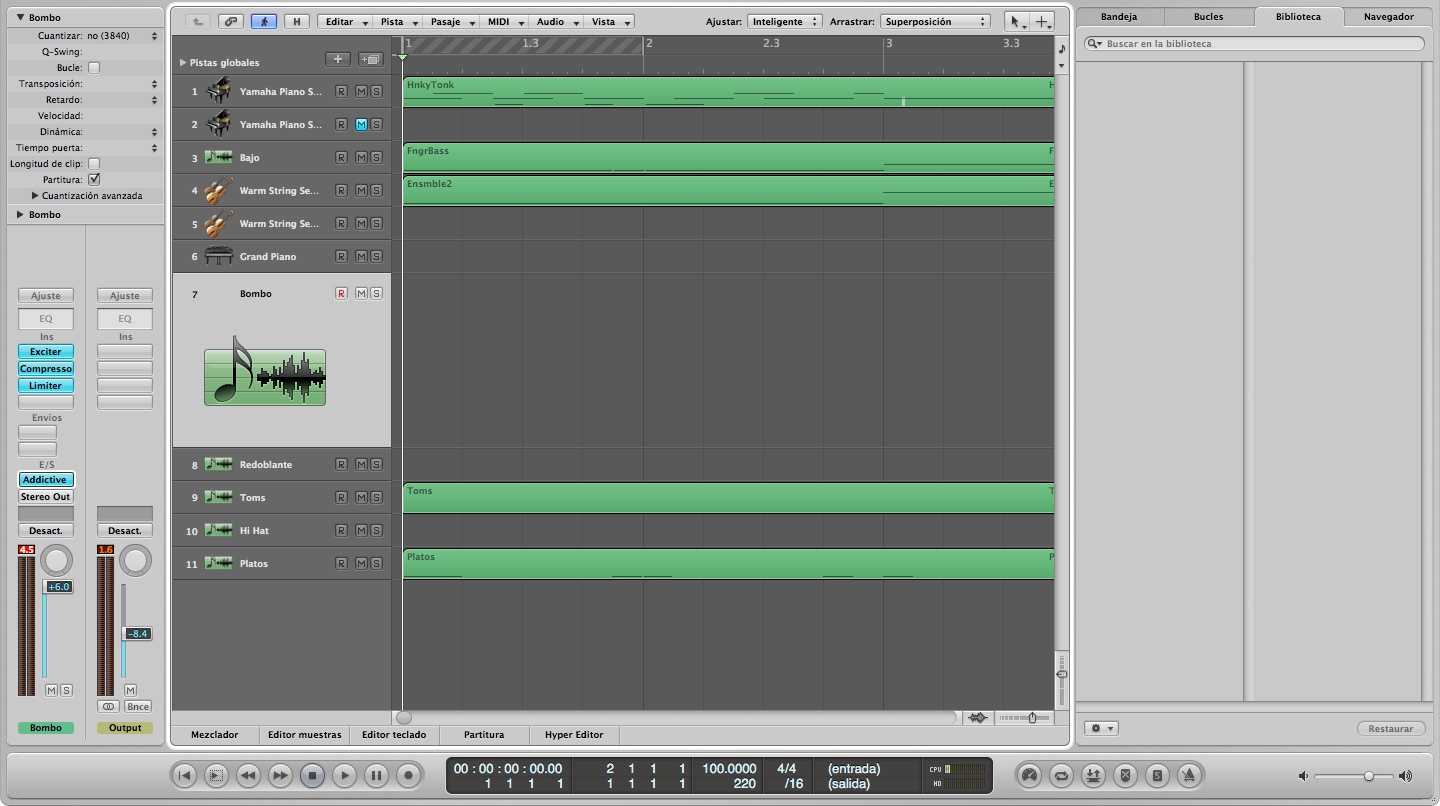 Bombo
Cuantizar: no (3840)
Q-Swing:
Bucle:
Transposición:
Retardo:
Velocidad:
Dinámica:
Tiempo puerta:
Longitud de clip:
Partitura:
Cuantización avanzada
Bombo
Ajuste Ajuste
EQ EQ
Ins Ins
Exciter
Compresso
Limiter
Envíos
E/S
Addictive
Stereo Out
Desact. Desact.
4.5 1.6
+6.0
-8.4
M S M
Bnce
Bombo Output
H Editar Pista Pasaje MIDI Audio Vista Ajustar: Inteligente Arrastrar: Superposición
1 1.3 2 2.3 3 3.3
Pistas globales
1 Yamaha Piano S... R M S HnkyTonk H
2 Yamaha Piano S... R M S
3 Bajo R M S FngrBass F
4 Warm String Se... R M S Ensmble2 E
5 Warm String Se... R M S
6 Grand Piano R M S
7 Bombo R M S
8 Redoblante R M S
9 Toms R M S Toms T
10 Hi Hat R M S
11 Platos R M S Platos P
Mezclador Editor muestras Editor teclado Partitura Hyper Editor
Bandeja Bucles Biblioteca Navegador
Buscar en la biblioteca
Restaurar
00 : 00 : 00 : 00.00 2 1 1 1 100.0000 4/4 (entrada) CPU
1 1 1 1 1 1 1 1 220 /16 (salida) HD
S